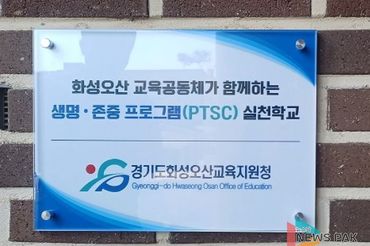 화성오산 교육공동체가 함께하는
생명·존중 프로그램(PTSC) 실천학교
경기도화성오산교육지원청
Gyeonggi-do Hwaseong Osan Office of Education
NEWS PEAK